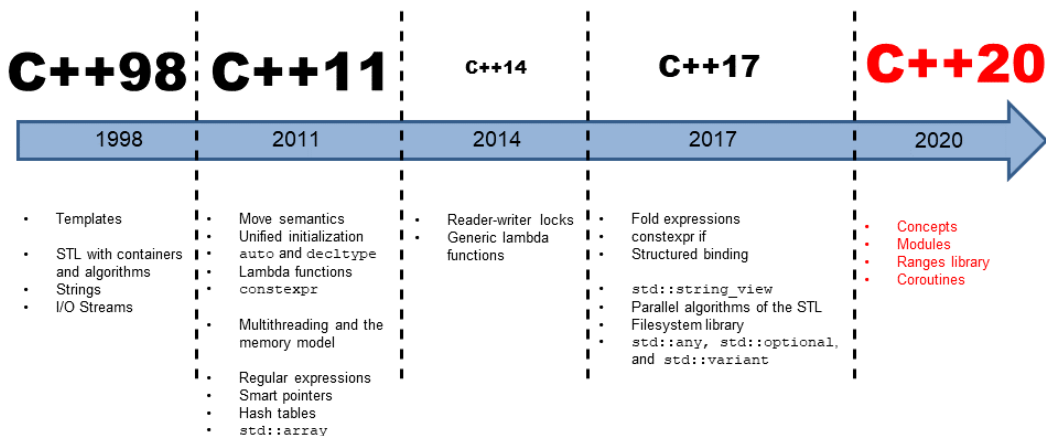 C++98
C++11
C++14
C++17
C++20
1998
2011
2014
2017
2020
• Templates
• STL with containers
and algorithms
• Strings
• I/O Streams
• Move semantics
• Unified initialization
• auto and decltype
• Lambda functions
• constexpr
• Multithreading and the
memory model
• Regular expressions
• Smart pointers
• Hash tables
• std::array
• Reader-writer locks
• Generic lambda
functions
• Fold expressions
• constexpr if
• Structured binding
• std::string_view
• Parallel algorithms of the STL
• Filesystem library
• std::any, std::optional,
and std::variant
• Concepts
• Modules
• Ranges library
• Coroutines